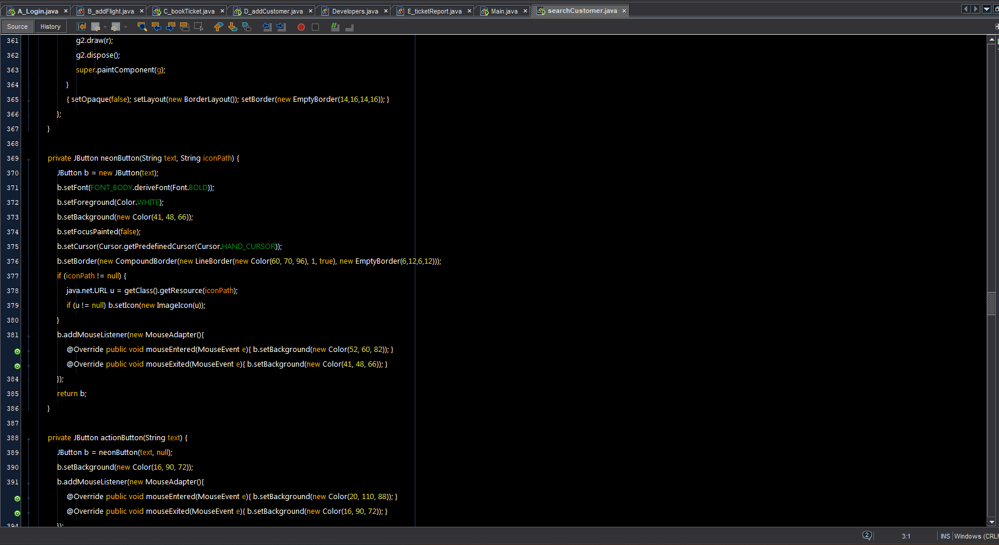 A_Login.java × B_addFlight.java × C_bookTicket.java × D_addCustomer.java × Developers.java × E_ticketReport.java × Main.java × searchCustomer.java ×
Source History
361 g2.draw(r);
362 g2.dispose();
363 super.paintComponent(g);
364 }
365 { setOpaque(false); setLayout(new BorderLayout()); setBorder(new EmptyBorder(14,16,14,16)); }
366 };
367 }
368
369 private JButton neonButton(String text, String iconPath) {
370 JButton b = new JButton(text);
371 b.setFont(FONT_BODY.deriveFont(Font.BOLD));
372 b.setForeground(Color.WHITE);
373 b.setBackground(new Color(41, 48, 66));
374 b.setFocusPainted(false);
375 b.setCursor(Cursor.getPredefinedCursor(Cursor.HAND_CURSOR));
376 b.setBorder(new CompoundBorder(new LineBorder(new Color(60, 70, 96), 1, true), new EmptyBorder(6,12,6,12)));
377 if (iconPath != null) {
378 java.net.URL u = getClass().getResource(iconPath);
379 if (u != null) b.setIcon(new ImageIcon(u));
380 }
381 b.addMouseListener(new MouseAdapter(){
@Override public void mouseEntered(MouseEvent e){ b.setBackground(new Color(52, 60, 82)); }
@Override public void mouseExited(MouseEvent e){ b.setBackground(new Color(41, 48, 66)); }
384 });
385 return b;
386 }
387
388 private JButton actionButton(String text) {
389 JButton b = neonButton(text, null);
390 b.setBackground(new Color(16, 90, 72));
391 b.addMouseListener(new MouseAdapter(){
@Override public void mouseEntered(MouseEvent e){ b.setBackground(new Color(20, 110, 88)); }
@Override public void mouseExited(MouseEvent e){ b.setBackground(new Color(16, 90, 72)); }
394 });
2 3:1 INS Windows (CRLF